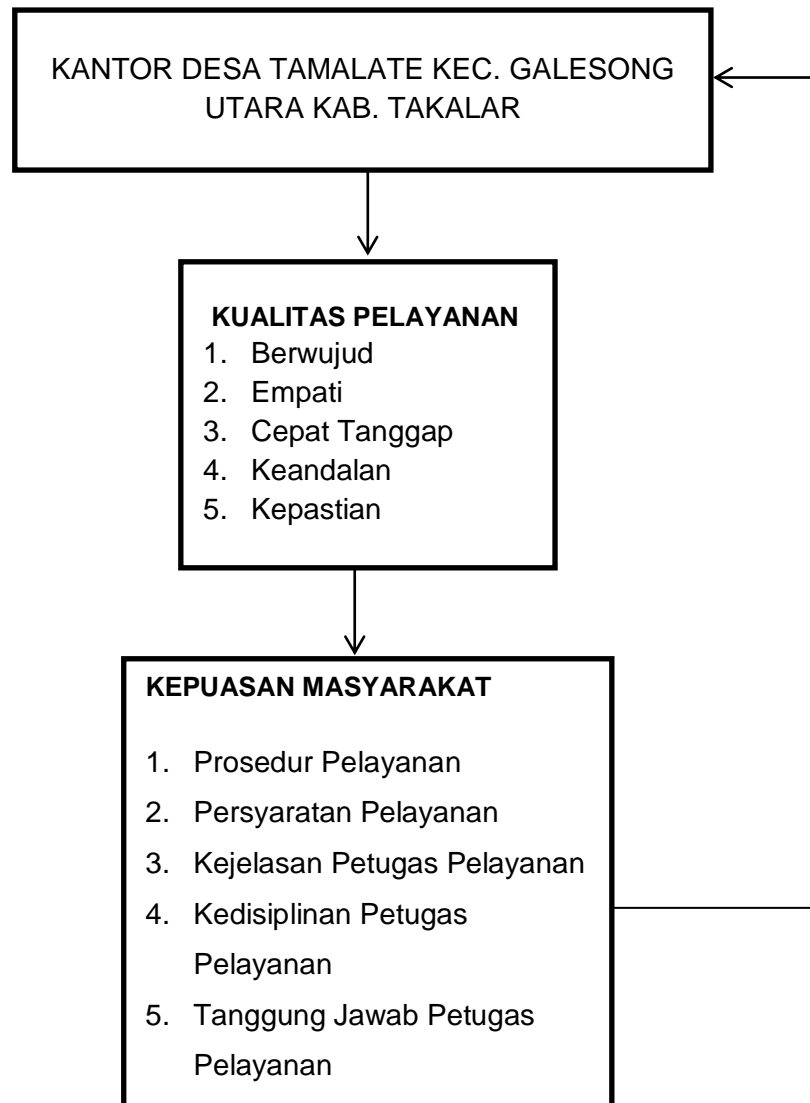 KANTOR DESA TAMALATE KEC. GALESONG
UTARA KAB. TAKALAR
KUALITAS PELAYANAN
1. Berwujud
2. Empati
3. Cepat Tanggap
4. Keandalan
5. Kepastian
KEPUASAN MASYARAKAT
1. Prosedur Pelayanan
2. Persyaratan Pelayanan
3. Kejelasan Petugas Pelayanan
4. Kedisiplinan Petugas
Pelayanan
5. Tanggung Jawab Petugas
Pelayanan